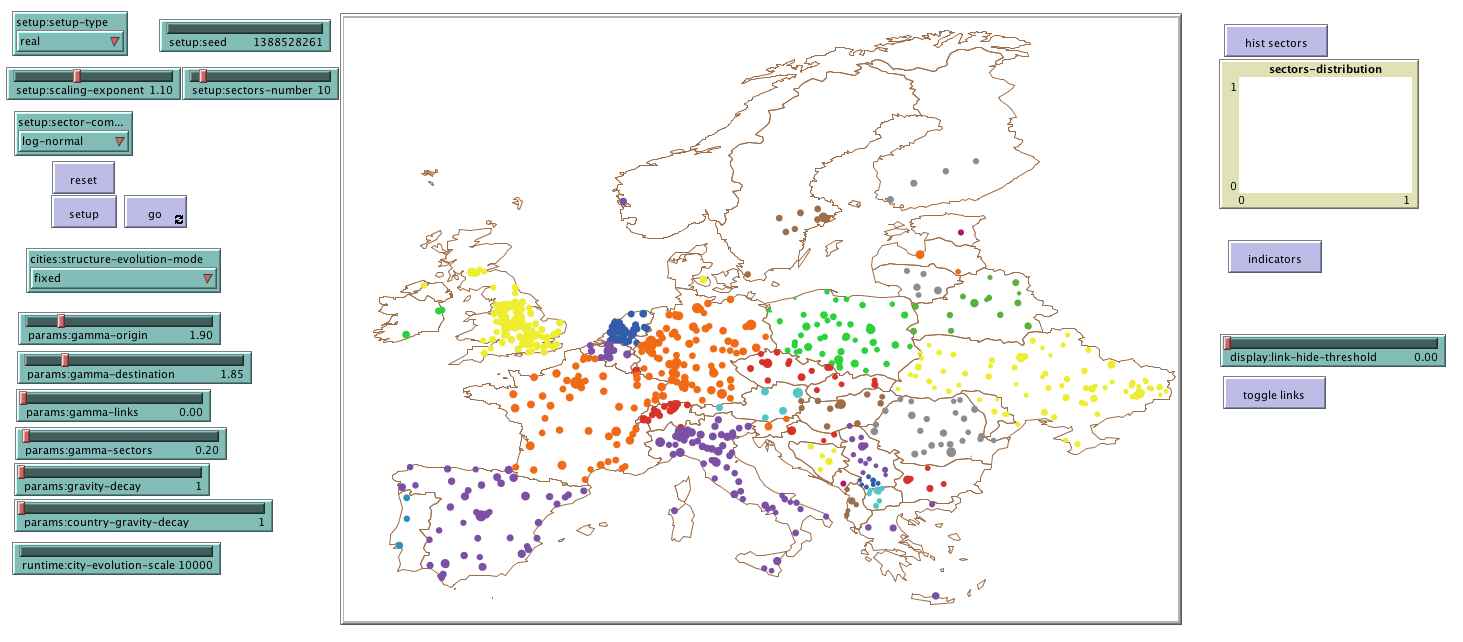 setup:setup-type
real
setup:seed 1388528261
setup:scaling-exponent 1.10
setup:sectors-number 10
setup:sector-com...
log-normal
reset
setup
go
cities:structure-evolution-mode
fixed
params:gamma-origin 1.90
params:gamma-destination 1.85
params:gamma-links 0.00
params:gamma-sectors 0.20
params:gravity-decay 1
params:country-gravity-decay 1
runtime:city-evolution-scale 10000
hist sectors
sectors-distribution
1
0
0 1
indicators
display:link-hide-threshold 0.00
toggle links